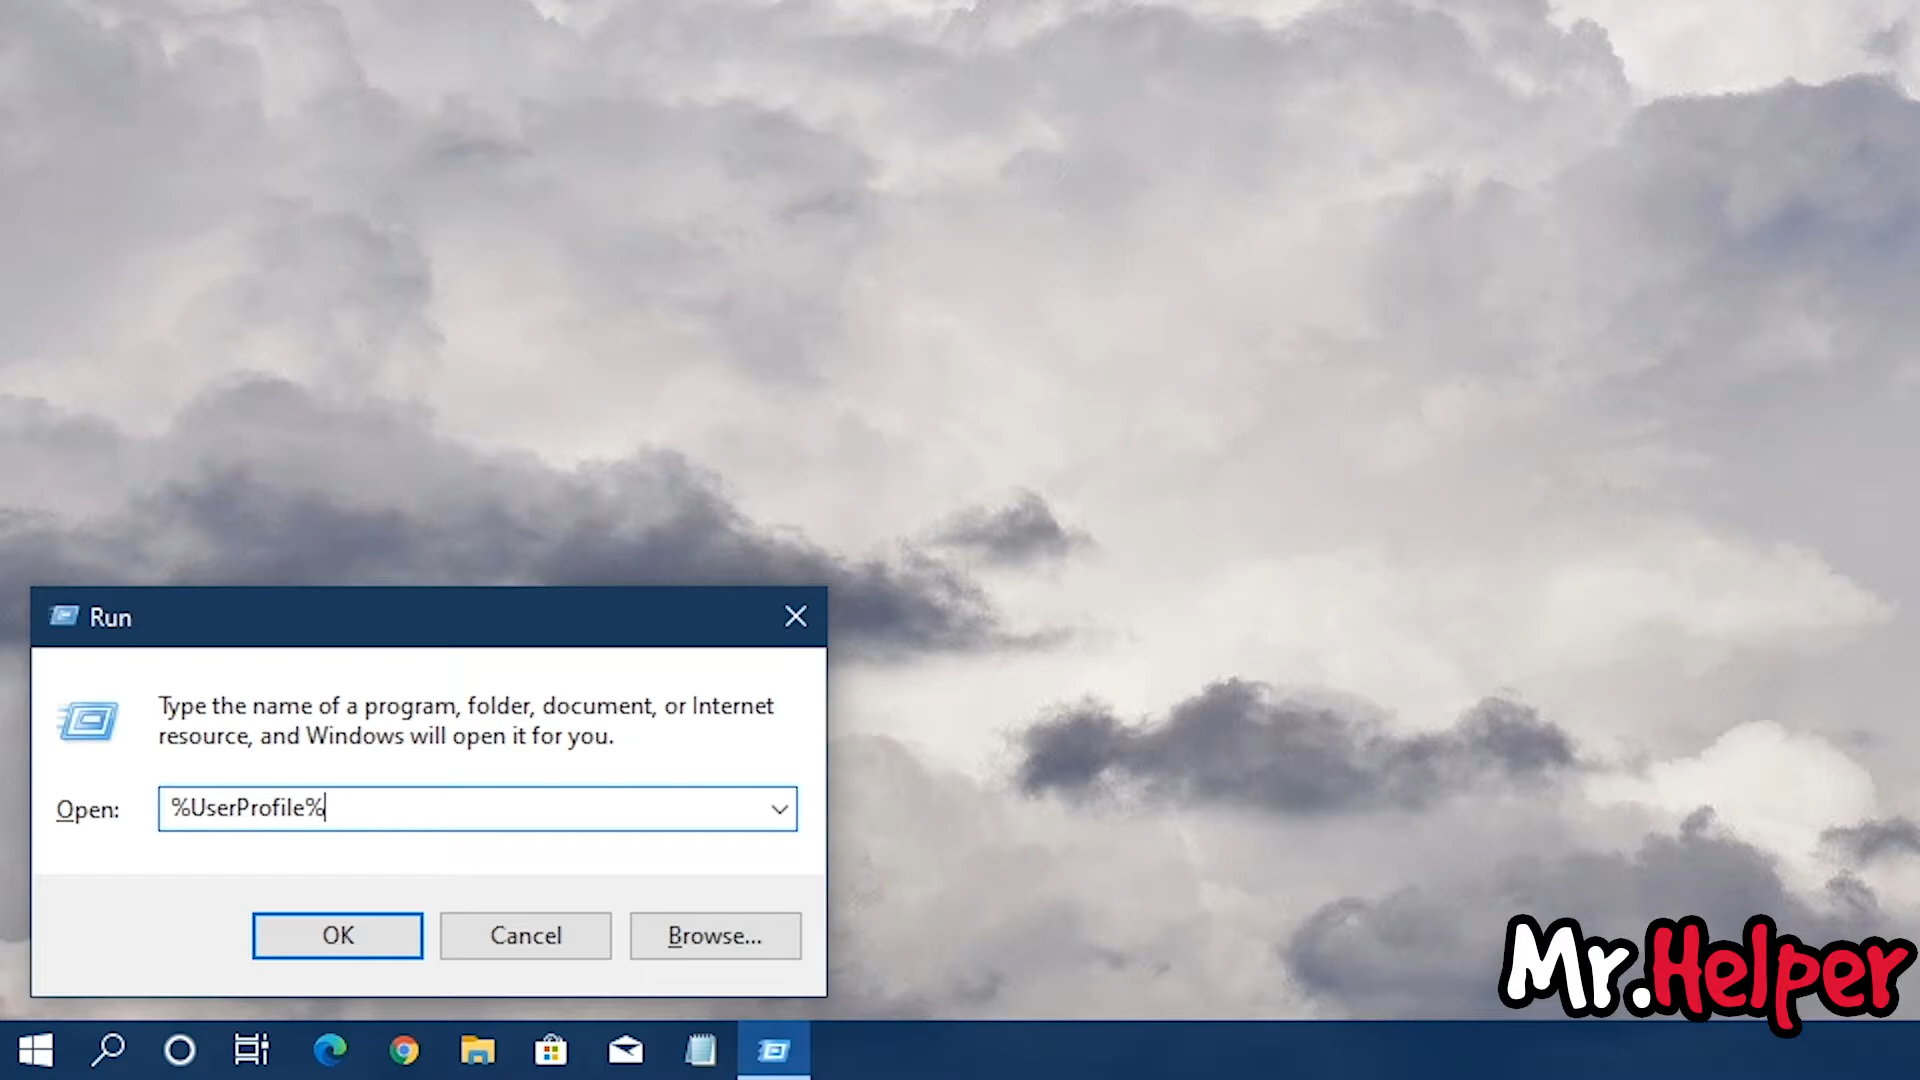 Run
Type the name of a program, folder, document, or Internet
resource, and Windows will open it for you.
Open:
%UserProfile%
OK
Cancel
Browse...
Mr.Helper